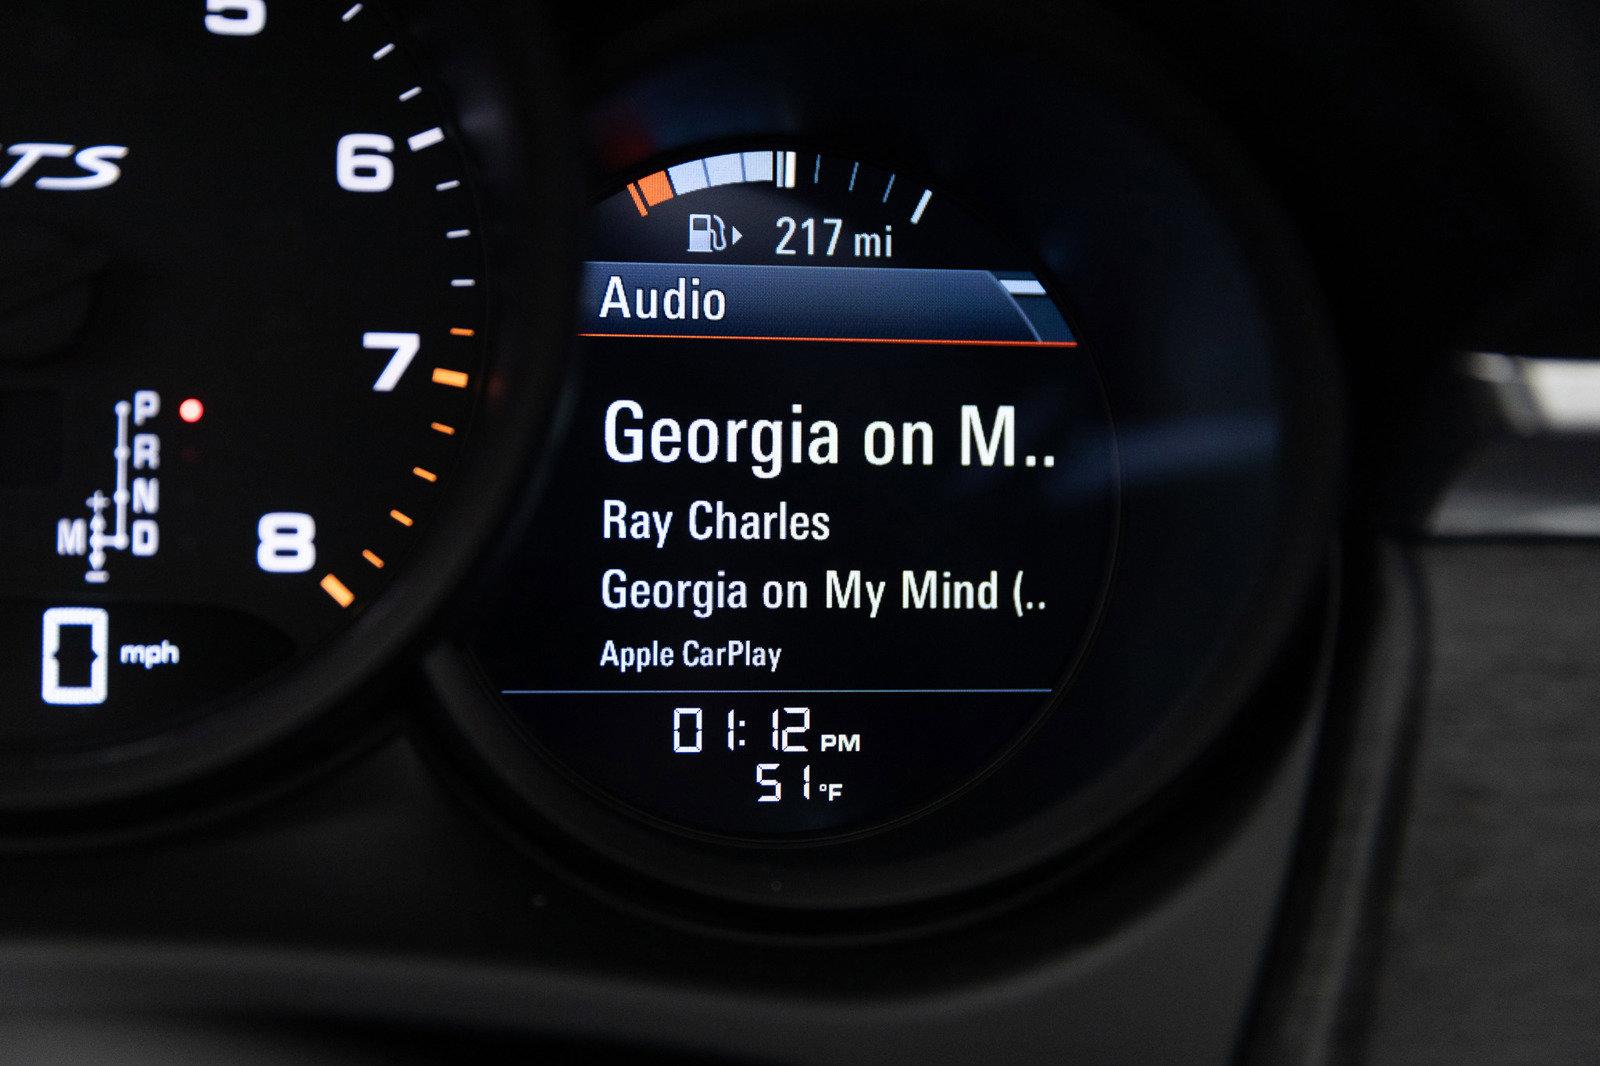 5
TS
6
7
8
P
R
N
M D
+
-
0 mph
217 mi
Audio
Georgia on M..
Ray Charles
Georgia on My Mind (..
Apple CarPlay
01:12 PM
51 °F